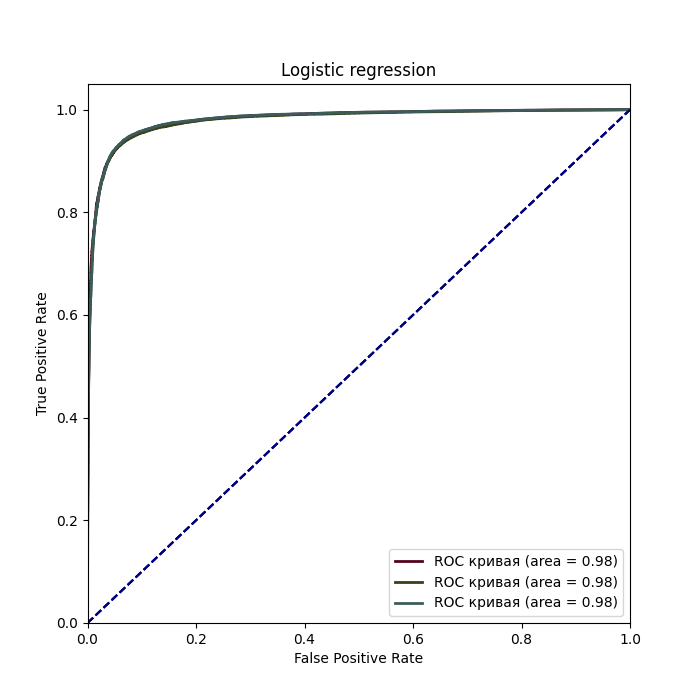 Logistic regression
True Positive Rate
1.0
0.8
0.6
0.4
0.2
0.0
ROC кривая (area = 0.98)
ROC кривая (area = 0.98)
ROC кривая (area = 0.98)
0.0 0.2 0.4 0.6 0.8 1.0
False Positive Rate